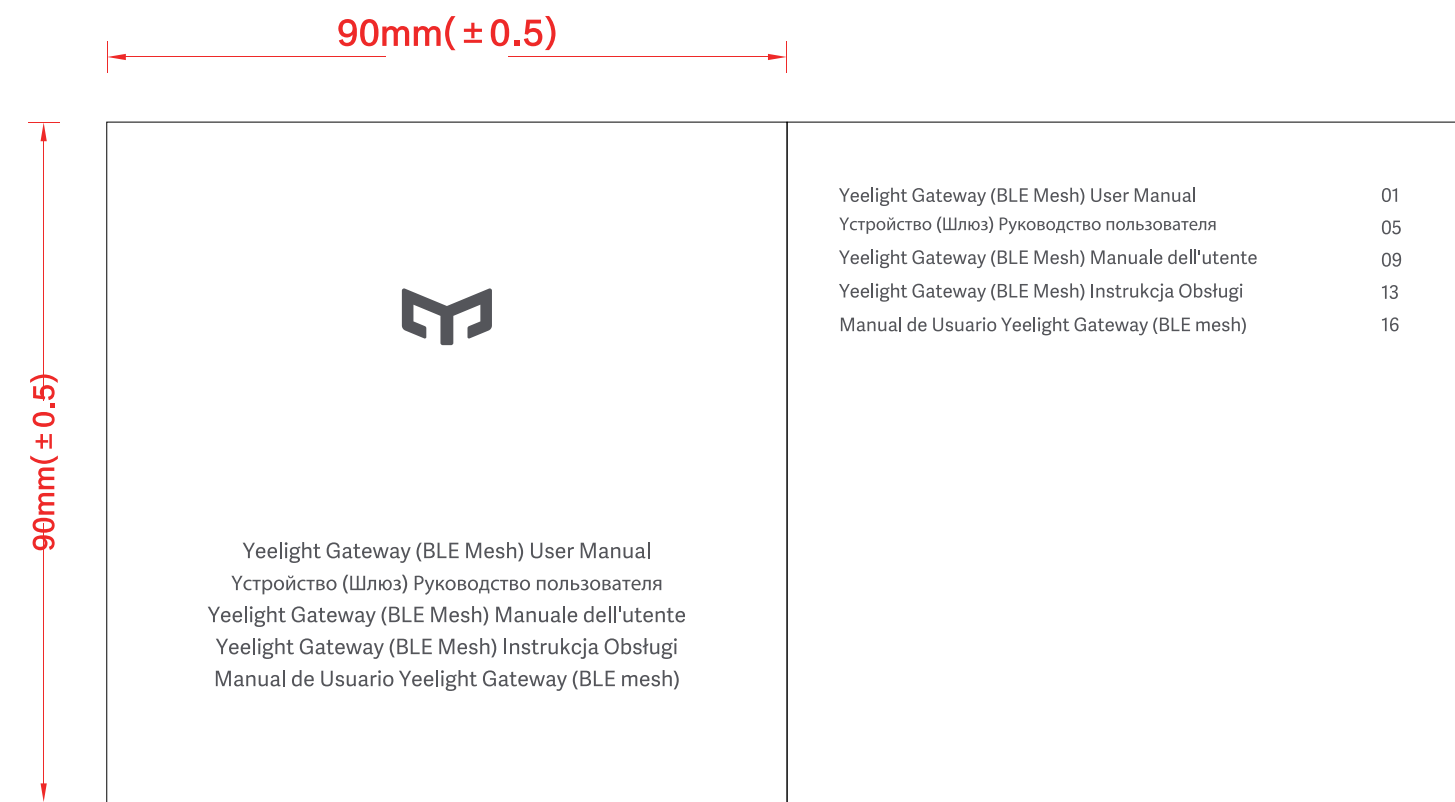 90mm( ± 0.5)
90mm( ± 0.5)
Yeelight Gateway (BLE Mesh) User Manual
Устройство (Шлюз) Руководство пользователя
Yeelight Gateway (BLE Mesh) Manuale dell'utente
Yeelight Gateway (BLE Mesh) Instrukcja Obsługi
Manual de Usuario Yeelight Gateway (BLE mesh)
Yeelight Gateway (BLE Mesh) User Manual 01
Устройство (Шлюз) Руководство пользователя 05
Yeelight Gateway (BLE Mesh) Manuale dell'utente 09
Yeelight Gateway (BLE Mesh) Instrukcja Obsługi 13
Manual de Usuario Yeelight Gateway (BLE mesh) 16